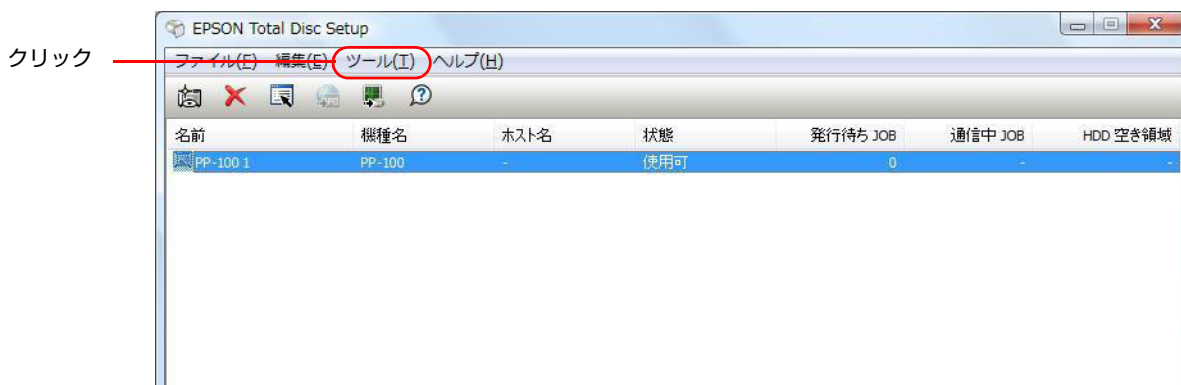 EPSON Total Disc Setup
クリック
ファイル(F) 編集(E) ツール(T) ヘルプ(H)
名前 機種名 ホスト名 状態 発行待ち JOB 通信中 JOB HDD 空き領域
PP-100 1 PP-100 - 使用可 0 - -